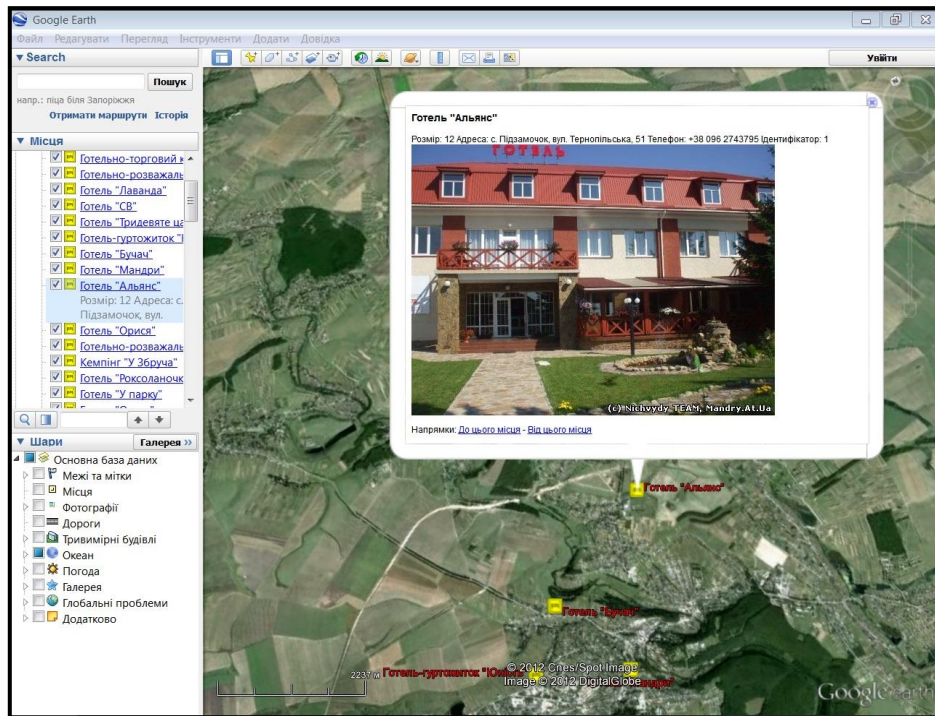 Google Earth
Файл Редагувати Перегляд Інструменти Додати Довідка
▼ Search
Пошук
напр.: піца біля Запоріжжя
Отримати маршрути Історія
▼ Місця
Готельно-торговий к
Готельно-розважаль
Готель "Лаванда"
Готель "СВ"
Готель "Тридевяте ца
Готель-гуртожиток "
Готель "Бучач"
Готель "Мандри"
Готель "Альянс"
Розмір: 12 Адреса: с.
Підзамочок, вул.
Готель "Орися"
Готельно-розважаль
Кемпінг "У Збруча"
Готель "Роксоланочк
Готель "У парку"
▼ Шари
Галерея »
Основна база даних
Межі та мітки
Місця
Фотографії
Дороги
Тривимірні будівлі
Океан
Погода
Галерея
Глобальні проблеми
Додатково
Увійти
Готель "Альянс"
Розмір: 12 Адреса: с. Підзамочок, вул. Тернопільська, 51 Телефон: +38 096 2743795 Ідентифікатор: 1
ГОТЕЛЬ
(c) Nichvydy TEAM, Mandry.At.Ua
Напрямки: До цього місця - Від цього місця
Готель "Альянс"
Готель "Бучач"
2237 м
Готель-гуртожиток
© 2012 Cnes/Spot Image
Image © 2012 DigitalGlobe
Google earth